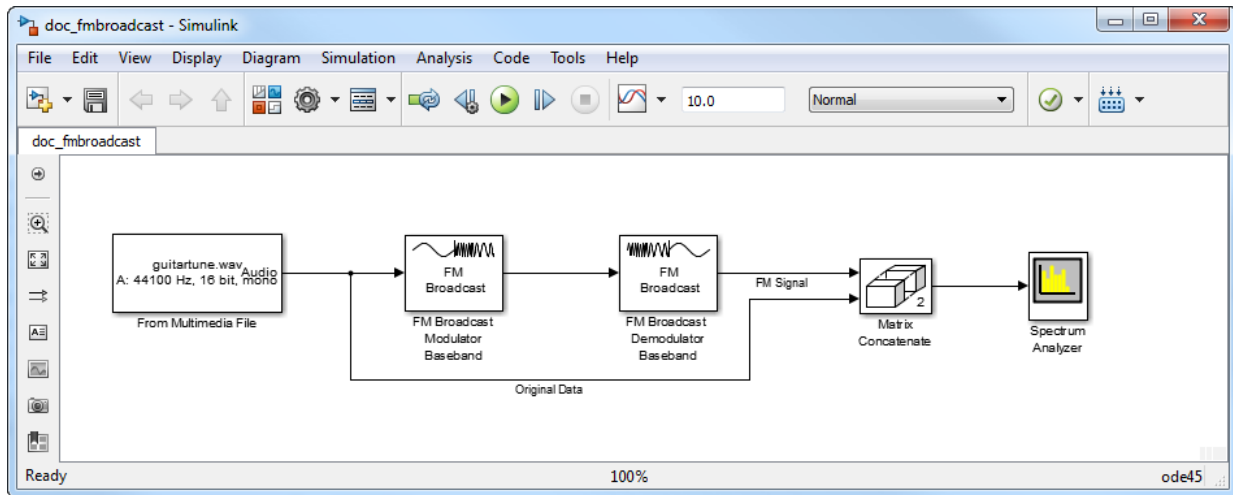 doc_fmbroadcast - Simulink
File Edit View Display Diagram Simulation Analysis Code Tools Help
10.0 Normal
doc_fmbroadcast
guitartune.wav
Audio
A: 44100 Hz, 16 bit, mono
From Multimedia File
FM
Broadcast
FM Broadcast
Modulator
Baseband
FM
Broadcast
FM Broadcast
Demodulator
Baseband
FM Signal
Original Data
2
Matrix
Concatenate
Spectrum
Analyzer
Ready 100% ode45